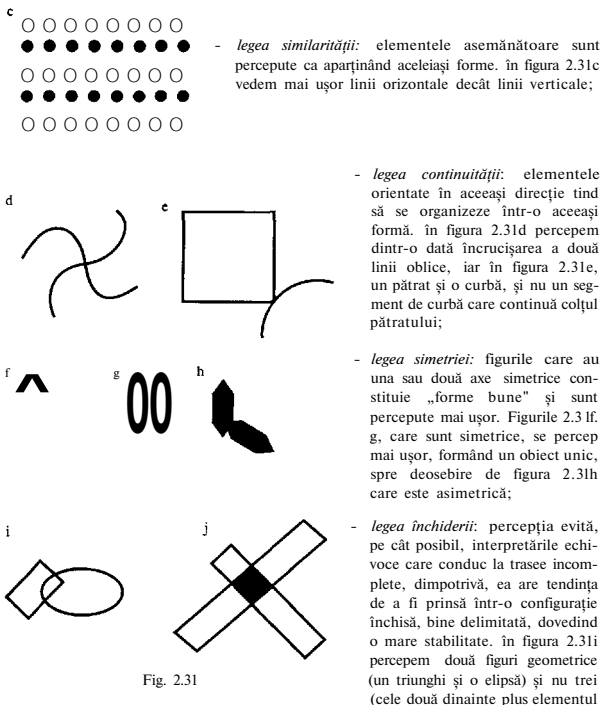 c
- legea similarității: elementele asemănătoare sunt
percepute ca aparținând aceleiași forme. în figura 2.31c
vedem mai ușor linii orizontale decât linii verticale;
- legea continuității: elementele
orientate în aceeași direcție tind
să se organizeze într-o aceeași
formă. în figura 2.31d percepem
dintr-o dată încrucișarea a două
linii oblice, iar în figura 2.31e,
un pătrat și o curbă, și nu un seg-
ment de curbă care continuă colțul
pătratului;
d
e
- legea simetriei: figurile care au
una sau două axe simetrice con-
stituie „forme bune" și sunt
percepute mai ușor. Figurile 2.3 lf.
g, care sunt simetrice, se percep
mai ușor, formând un obiect unic,
spre deosebire de figura 2.3lh
care este asimetrică;
f
g
h
- legea închiderii: percepția evită,
pe cât posibil, interpretările echi-
voce care conduc la trasee incom-
plete, dimpotrivă, ea are tendința
de a fi prinsă într-o configurație
închisă, bine delimitată, dovedind
o mare stabilitate. în figura 2.31i
percepem două figuri geometrice
(un triunghi și o elipsă) și nu trei
(cele două dinainte plus elementul
i
j
Fig. 2.31